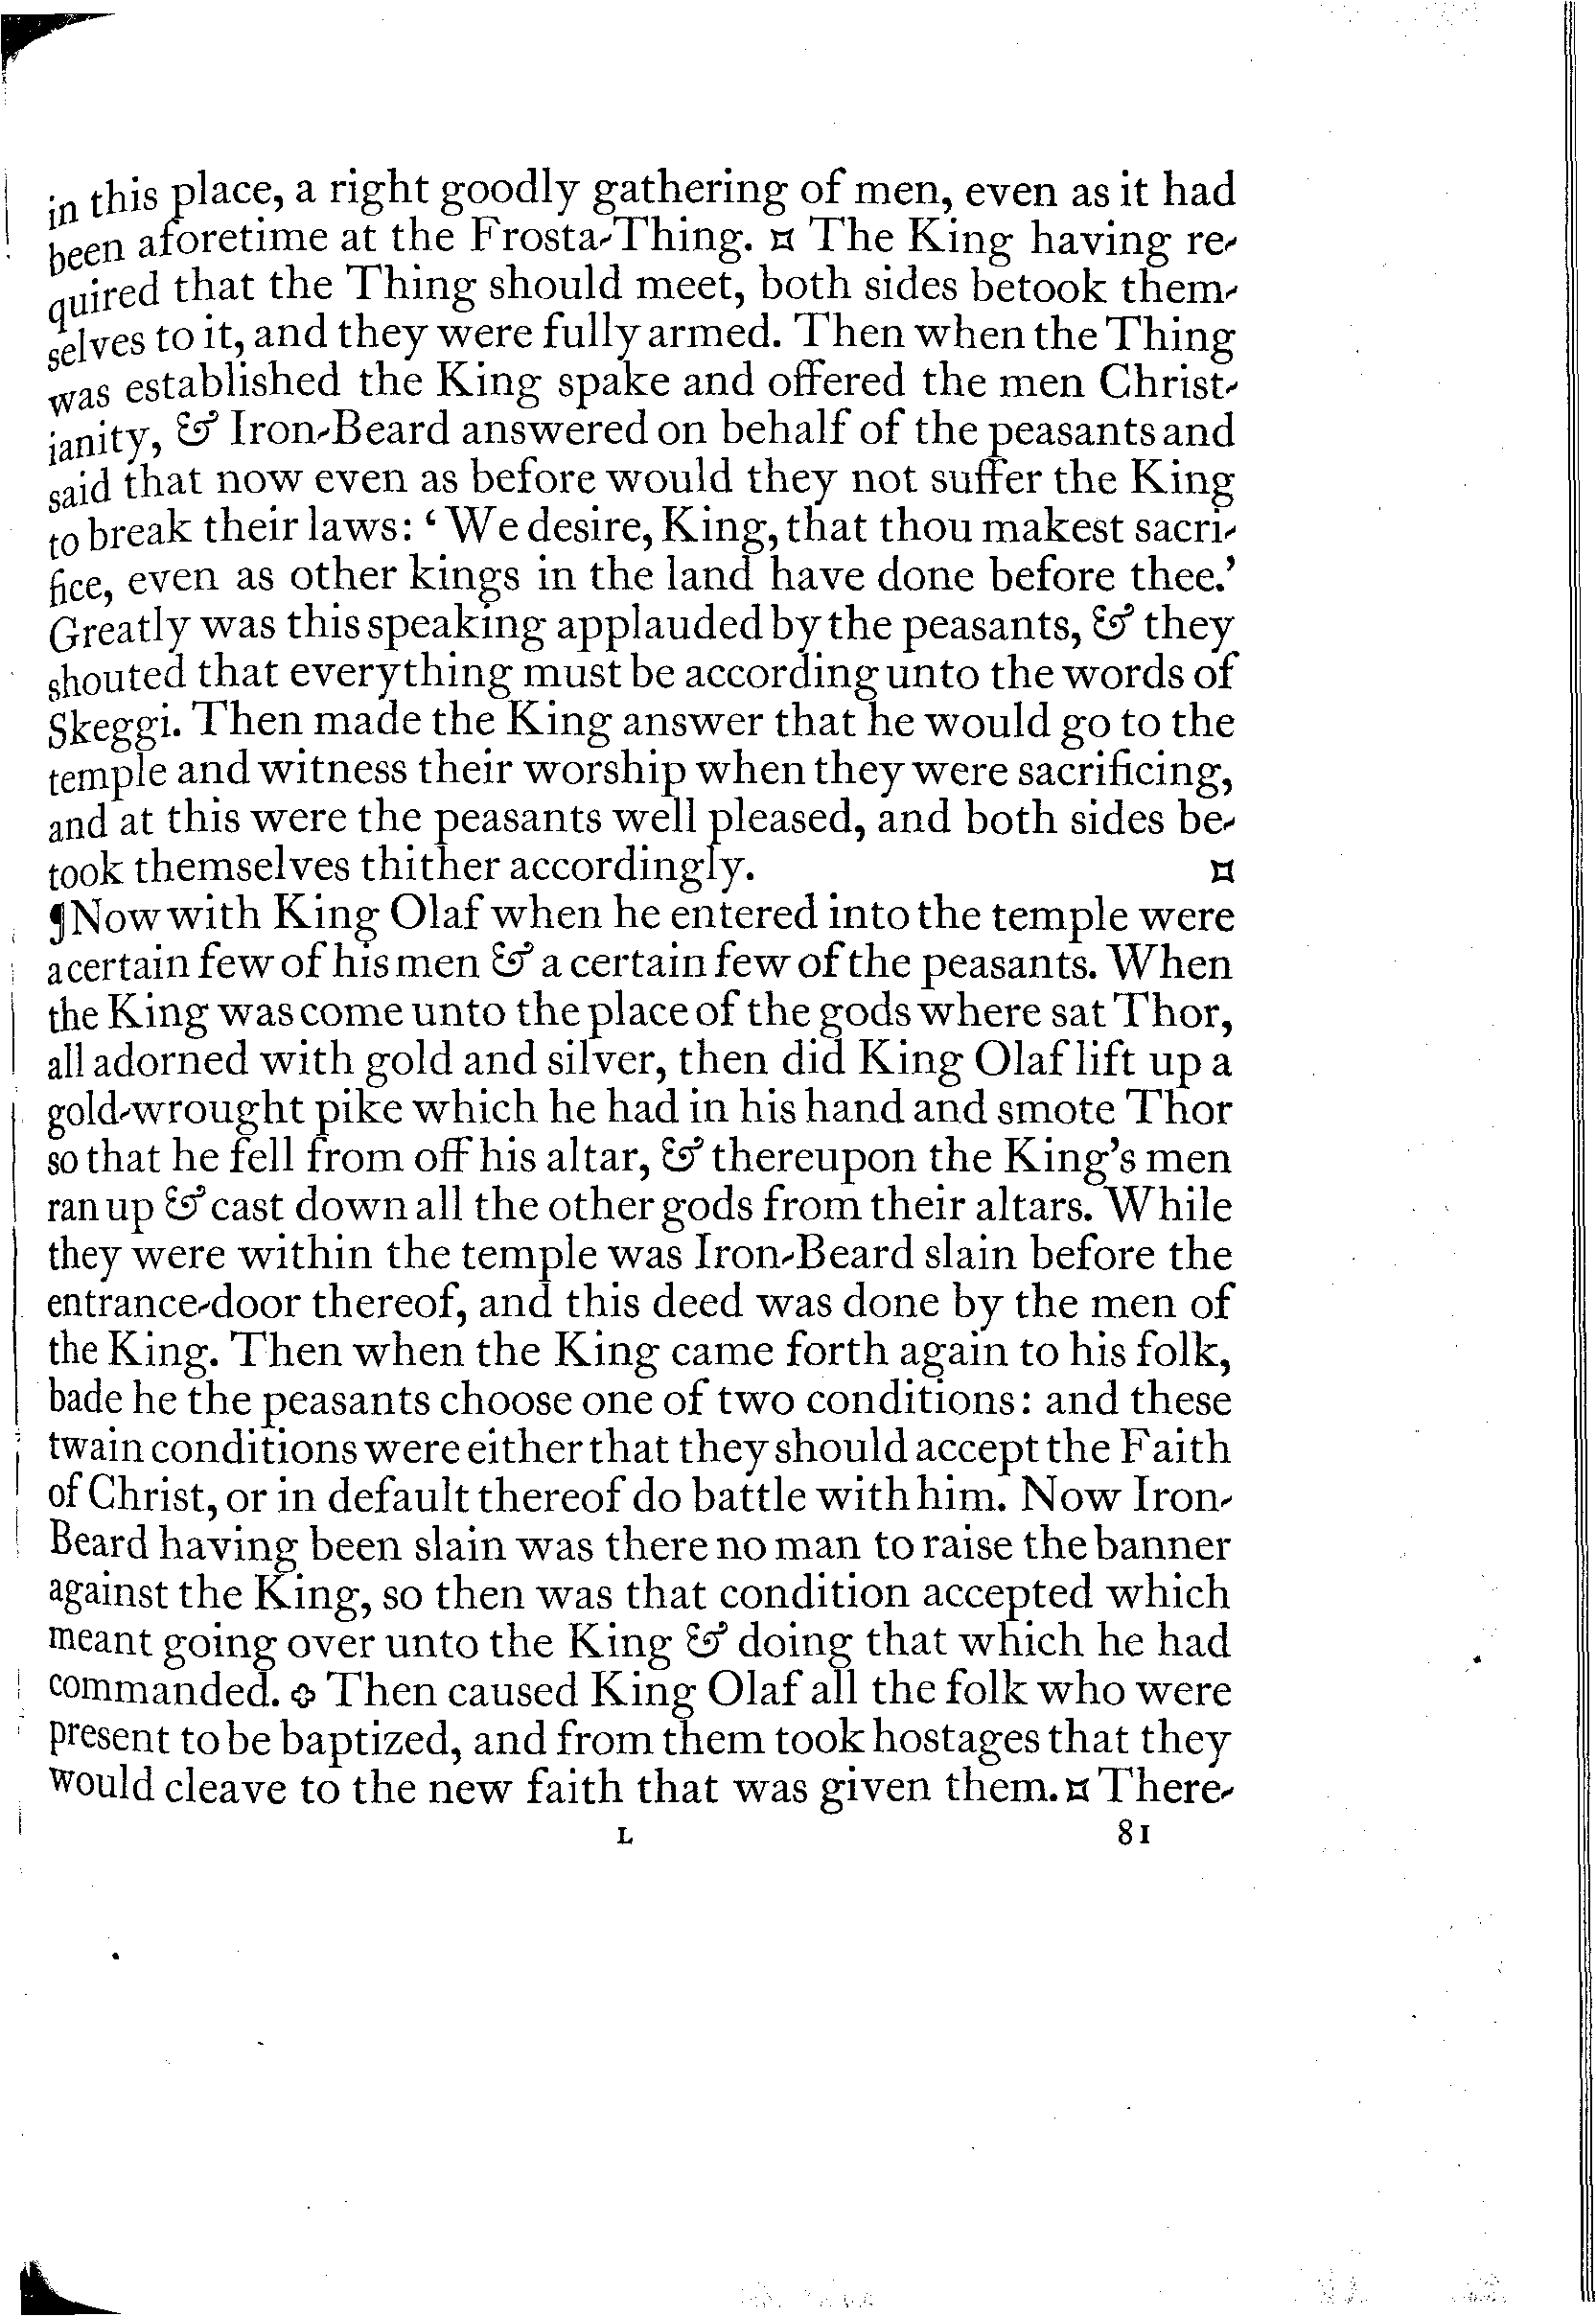 in this place, a right goodly gathering of men, even as it had
been aforetime at the Frosta-Thing. ¤ The King having re-
quired that the Thing should meet, both sides betook them-
selves to it, and they were fully armed. Then when the Thing
was established the King spake and offered the men Christ-
ianity, & Iron-Beard answered on behalf of the peasants and
said that now even as before would they not suffer the King
to break their laws: ‘We desire, King, that thou makest sacri-
fice, even as other kings in the land have done before thee.’
Greatly was this speaking applauded by the peasants, & they
shouted that everything must be according unto the words of
Skeggi. Then made the King answer that he would go to the
temple and witness their worship when they were sacrificing,
and at this were the peasants well pleased, and both sides be-
took themselves thither accordingly. ¤
¶Now with King Olaf when he entered into the temple were
a certain few of his men & a certain few of the peasants. When
the King was come unto the place of the gods where sat Thor,
all adorned with gold and silver, then did King Olaf lift up a
gold-wrought pike which he had in his hand and smote Thor
so that he fell from off his altar, & thereupon the King's men
ran up & cast down all the other gods from their altars. While
they were within the temple was Iron-Beard slain before the
entrance-door thereof, and this deed was done by the men of
the King. Then when the King came forth again to his folk,
bade he the peasants choose one of two conditions: and these
twain conditions were either that they should accept the Faith
of Christ, or in default thereof do battle with him. Now Iron-
Beard having been slain was there no man to raise the banner
against the King, so then was that condition accepted which
meant going over unto the King & doing that which he had
commanded. ✥ Then caused King Olaf all the folk who were
present to be baptized, and from them took hostages that they
would cleave to the new faith that was given them. ¤ There-
L 81